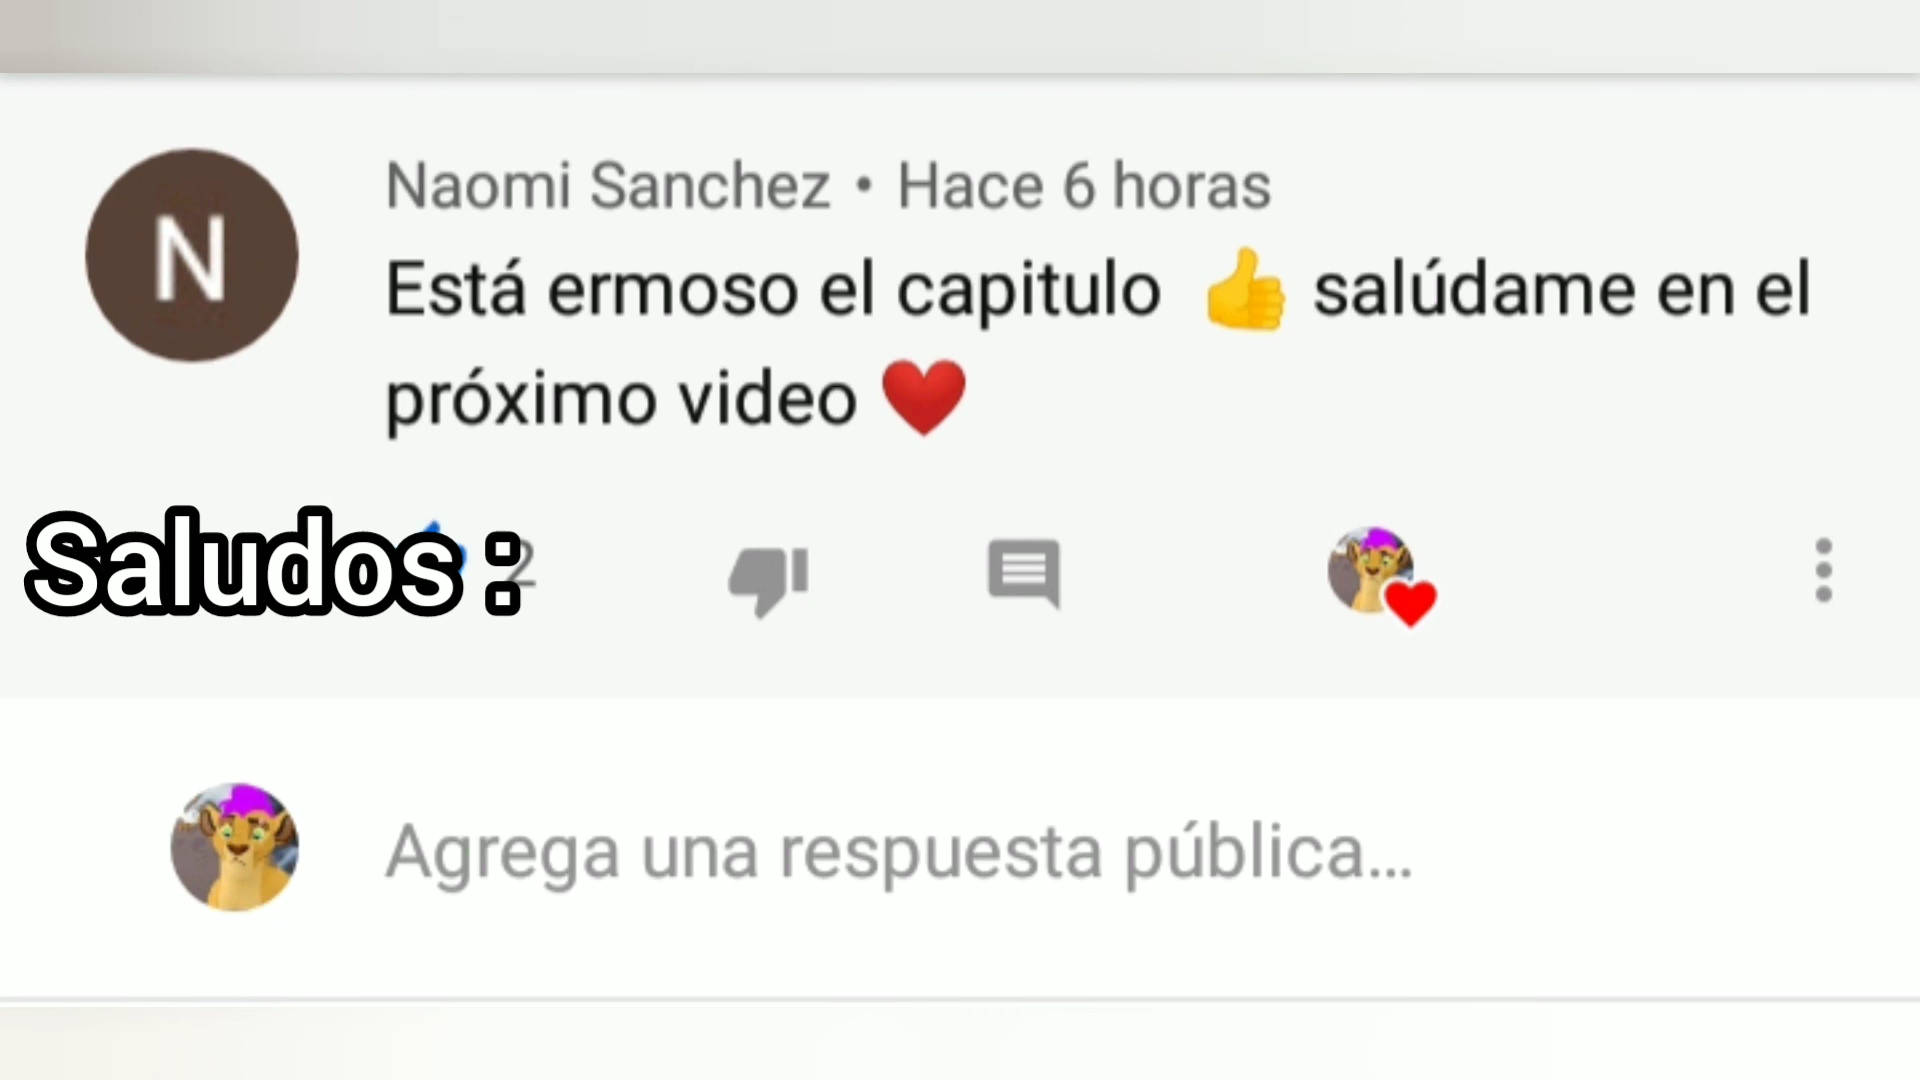 N
Naomi Sanchez • Hace 6 horas
Está ermoso el capitulo 👍 salúdame en el
próximo video ❤️
Saludos :
2
Agrega una respuesta pública...